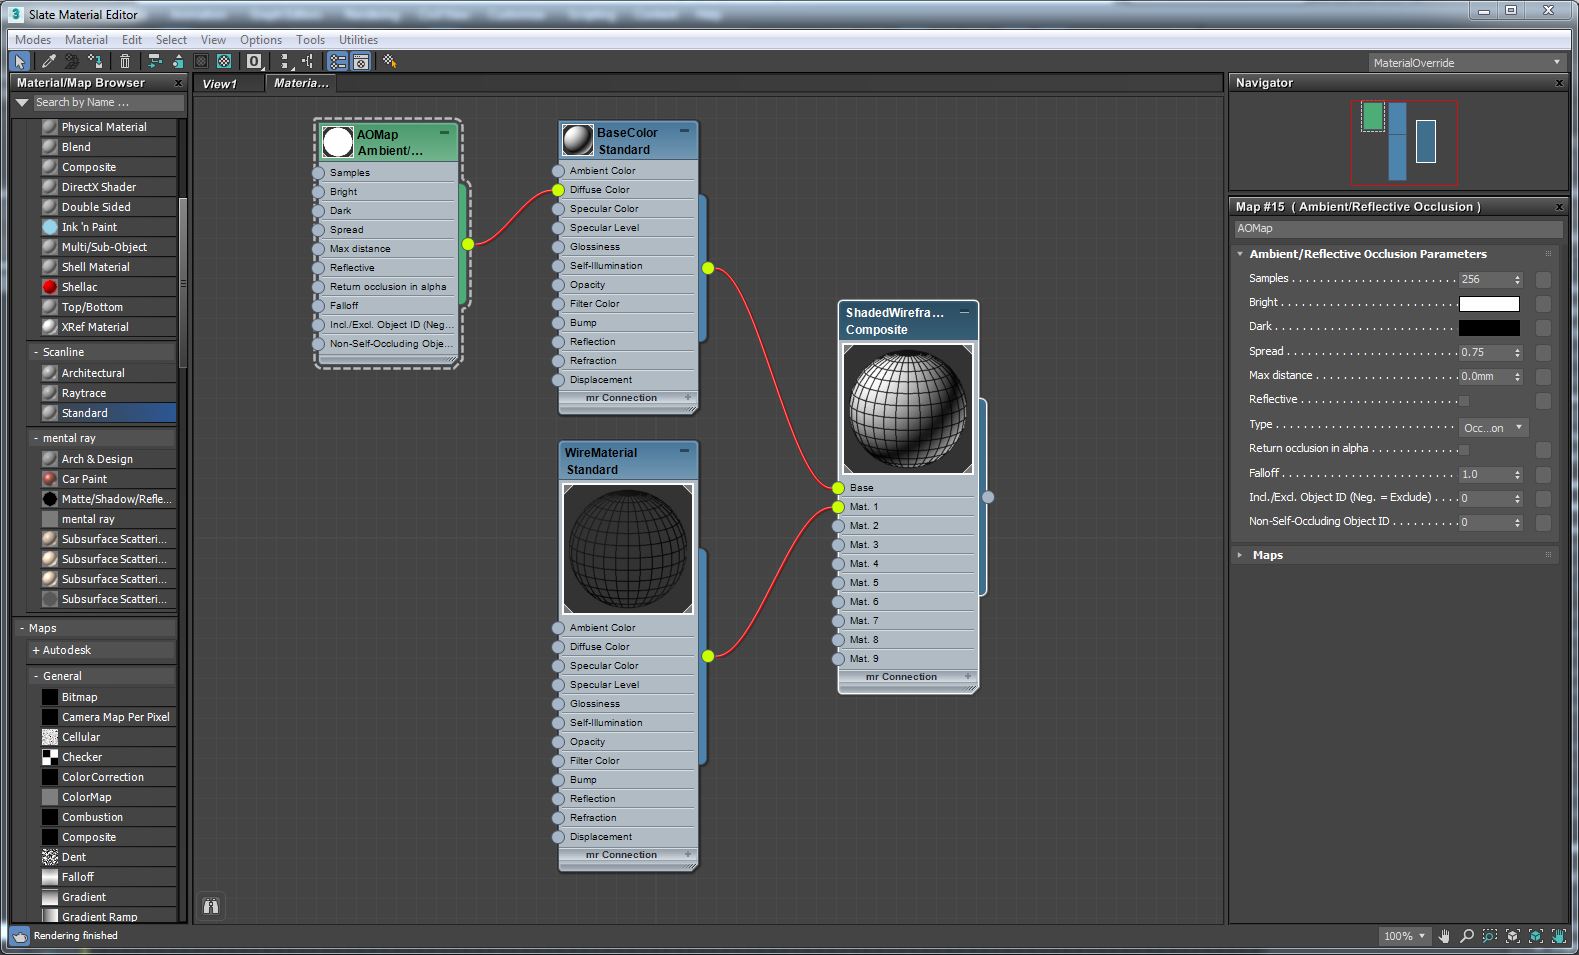 3 Slate Material Editor
Modes Material Edit Select View Options Tools Utilities
0
MaterialOverride
Material/Map Browser x
Search by Name ...
Physical Material
Blend
Composite
DirectX Shader
Double Sided
Ink 'n Paint
Multi/Sub-Object
Shell Material
Shellac
Top/Bottom
XRef Material
- Scanline
Architectural
Raytrace
Standard
- mental ray
Arch & Design
Car Paint
Matte/Shadow/Refle...
mental ray
Subsurface Scatteri...
Subsurface Scatteri...
Subsurface Scatteri...
Subsurface Scatteri...
- Maps
+ Autodesk
- General
Bitmap
Camera Map Per Pixel
Cellular
Checker
Color Correction
ColorMap
Combustion
Composite
Dent
Falloff
Gradient
Gradient Ramp
Rendering finished
View1 Materia...
AOMap
Ambient/...
Samples
Bright
Dark
Spread
Max distance
Reflective
Return occlusion in alpha
Falloff
Incl./Excl. Object ID (Neg...
Non-Self-Occluding Obje...
BaseColor
Standard
Ambient Color
Diffuse Color
Specular Color
Specular Level
Glossiness
Self-Illumination
Opacity
Filter Color
Bump
Reflection
Refraction
Displacement
mr Connection +
WireMaterial
Standard
Ambient Color
Diffuse Color
Specular Color
Specular Level
Glossiness
Self-Illumination
Opacity
Filter Color
Bump
Reflection
Refraction
Displacement
mr Connection +
ShadedWirefra...
Composite
Base
Mat. 1
Mat. 2
Mat. 3
Mat. 4
Mat. 5
Mat. 6
Mat. 7
Mat. 8
Mat. 9
mr Connection +
Navigator x
Map #15 ( Ambient/Reflective Occlusion ) x
AOMap
Ambient/Reflective Occlusion Parameters
Samples 256
Bright
Dark
Spread 0.75
Max distance 0.0mm
Reflective
Type Occ...on
Return occlusion in alpha
Falloff 1.0
Incl./Excl. Object ID (Neg. = Exclude) 0
Non-Self-Occluding Object ID 0
Maps
100%